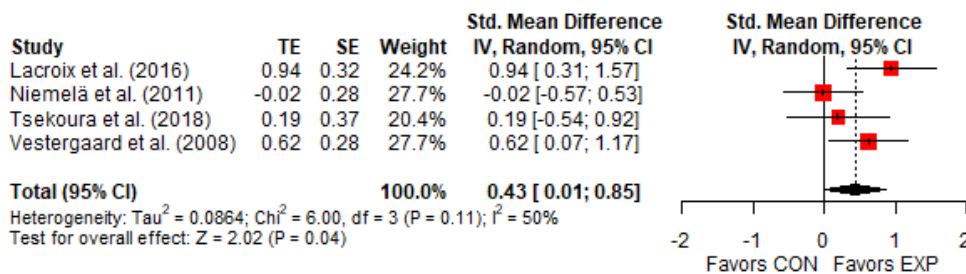 Std. Mean Difference Std. Mean Difference
Study TE SE Weight IV, Random, 95% CI IV, Random, 95% CI
Lacroix et al. (2016) 0.94 0.32 24.2% 0.94 [ 0.31; 1.57]
Niemelä et al. (2011) -0.02 0.28 27.7% -0.02 [-0.57; 0.53]
Tsekoura et al. (2018) 0.19 0.37 20.4% 0.19 [-0.54; 0.92]
Vestergaard et al. (2008) 0.62 0.28 27.7% 0.62 [ 0.07; 1.17]
Total (95% CI) 100.0% 0.43 [ 0.01; 0.85]
Heterogeneity: Tau² = 0.0864; Chi² = 6.00, df = 3 (P = 0.11); I² = 50%
Test for overall effect: Z = 2.02 (P = 0.04)
-2 -1 0 1 2
Favors CON Favors EXP